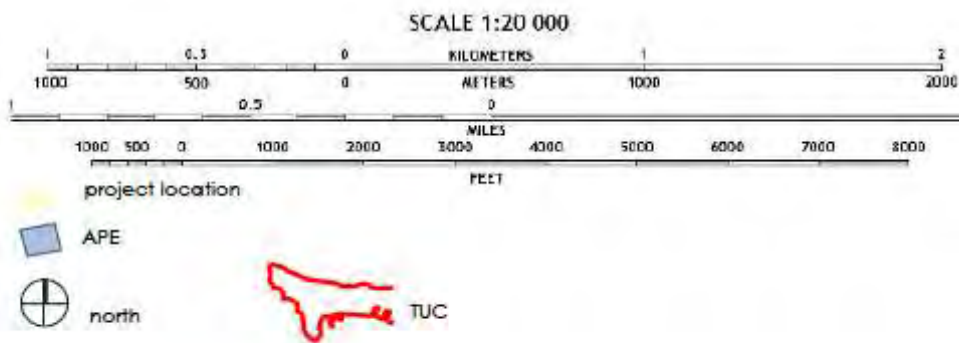 SCALE 1:20 000
1 0.5 0 KILOMETERS 1 2
1000 500 0 METERS 1000 2000
1 0.5 0
MILES
1000 500 0 1000 2000 3000 4000 5000 6000 7000 8000
FEET
project location
APE
north
TUC